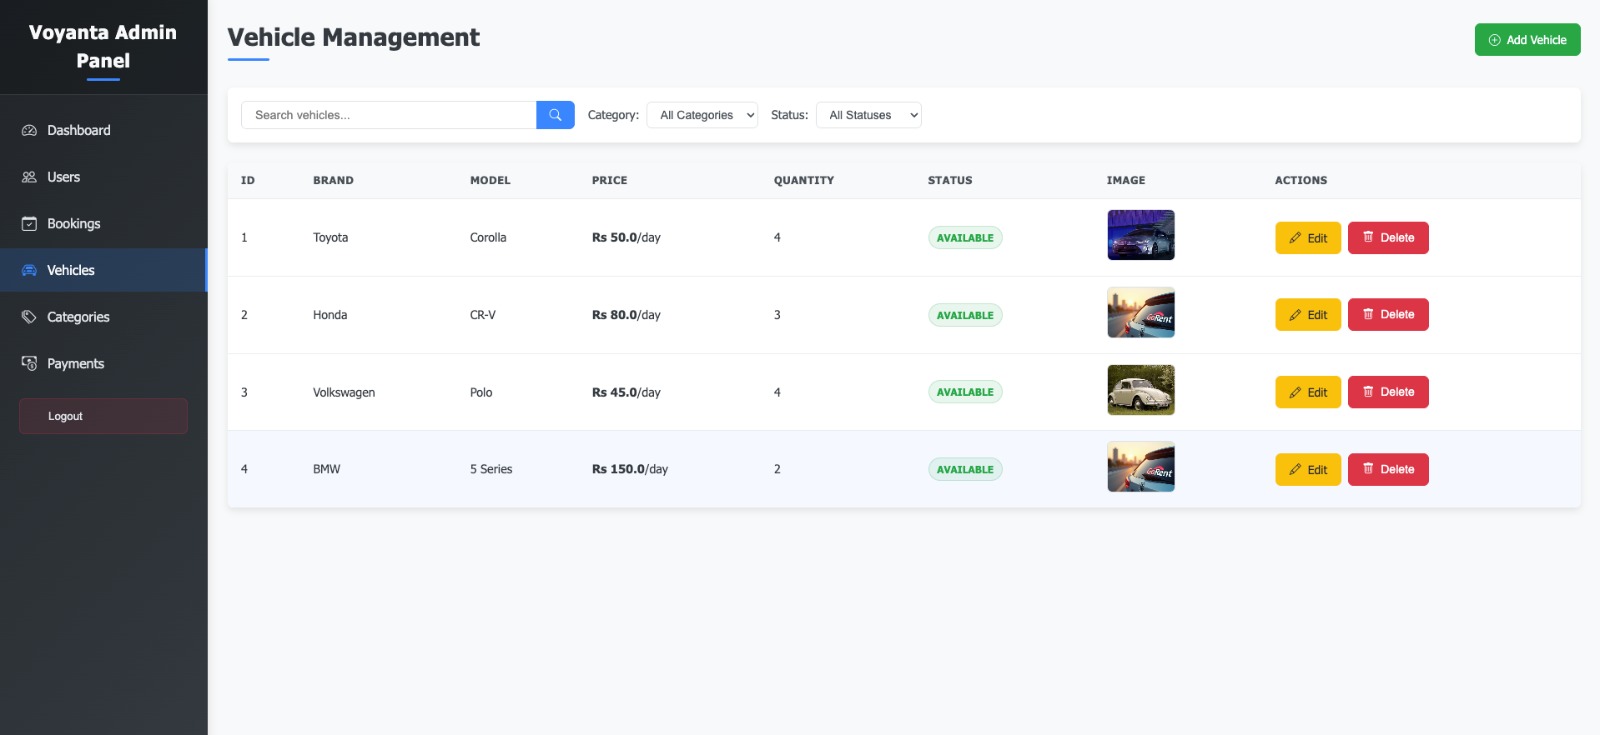 Voyanta Admin
Panel
Dashboard
Users
Bookings
Vehicles
Categories
Payments
Logout
Vehicle Management
Add Vehicle
Search vehicles...
Category:
All Categories
Status:
All Statuses
ID BRAND MODEL PRICE QUANTITY STATUS IMAGE ACTIONS
1 Toyota Corolla Rs 50.0/day 4 AVAILABLE Edit Delete
2 Honda CR-V Rs 80.0/day 3 AVAILABLE GoRent Edit Delete
3 Volkswagen Polo Rs 45.0/day 4 AVAILABLE Edit Delete
4 BMW 5 Series Rs 150.0/day 2 AVAILABLE GoRent Edit Delete